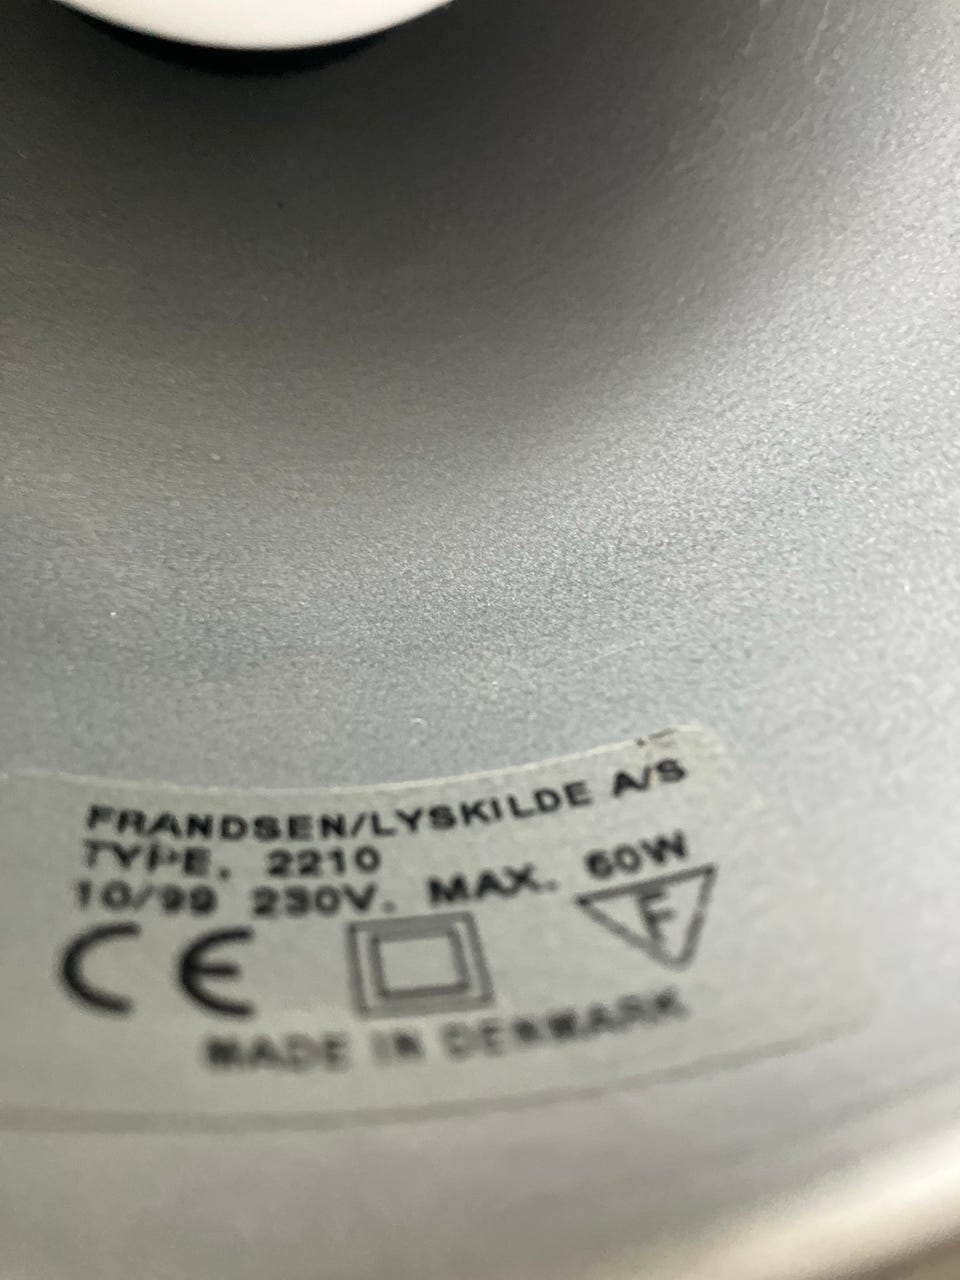 FRANDSEN/LYSKILDE A/S
TYPE. 2210
10/99 230V. MAX. 60W
CE F
MADE IN DENMARK